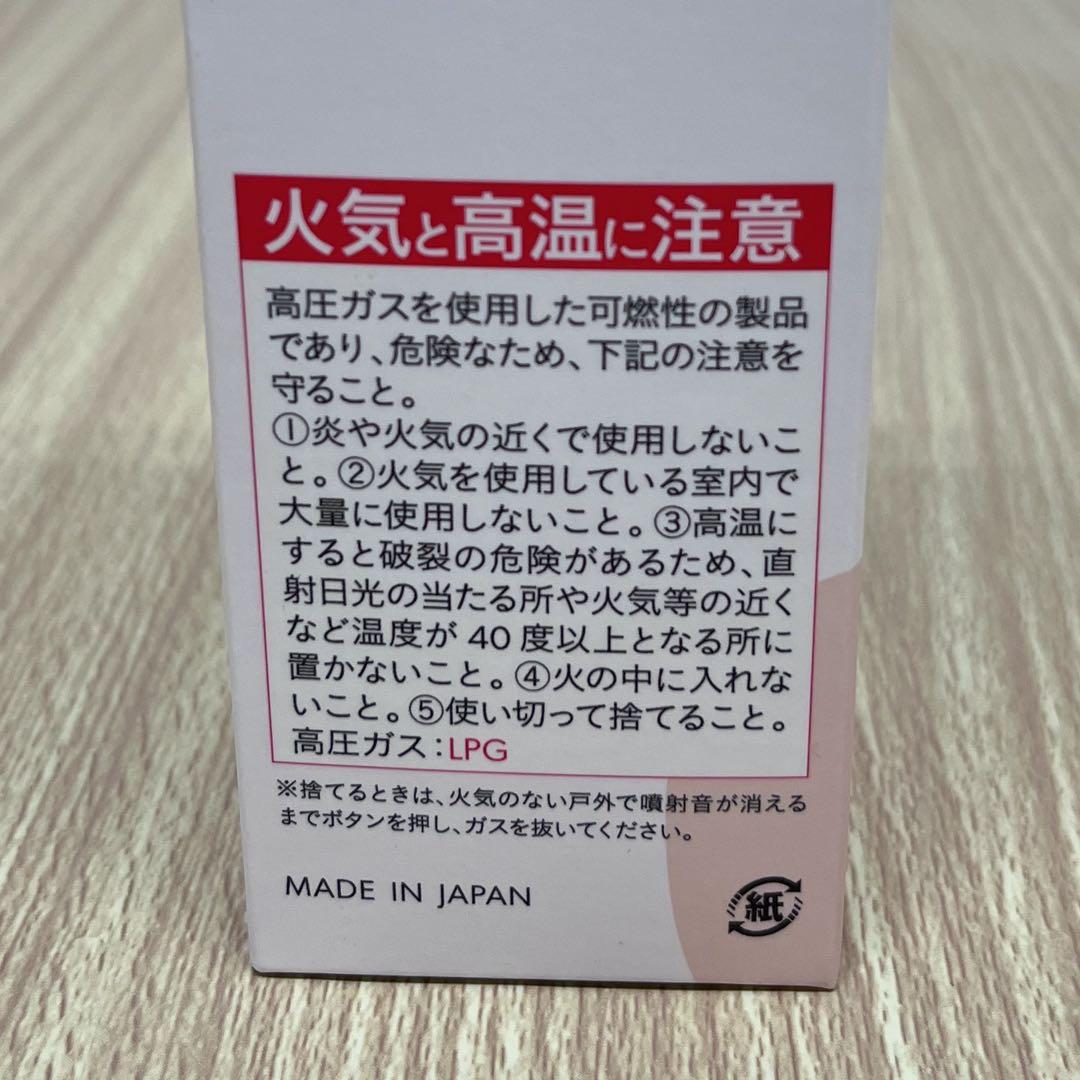 火気と高温に注意
高圧ガスを使用した可燃性の製品
であり、危険なため、下記の注意を
守ること。
①炎や火気の近くで使用しないこ
と。②火気を使用している室内で
大量に使用しないこと。③高温に
すると破裂の危険があるため、直
射日光の当たる所や火気等の近く
など温度が40度以上となる所に
置かないこと。④火の中に入れな
いこと。⑤使い切って捨てること。
高圧ガス：LPG
※捨てるときは、火気のない戸外で噴射音が消える
までボタンを押し、ガスを抜いてください。
MADE IN JAPAN
紙